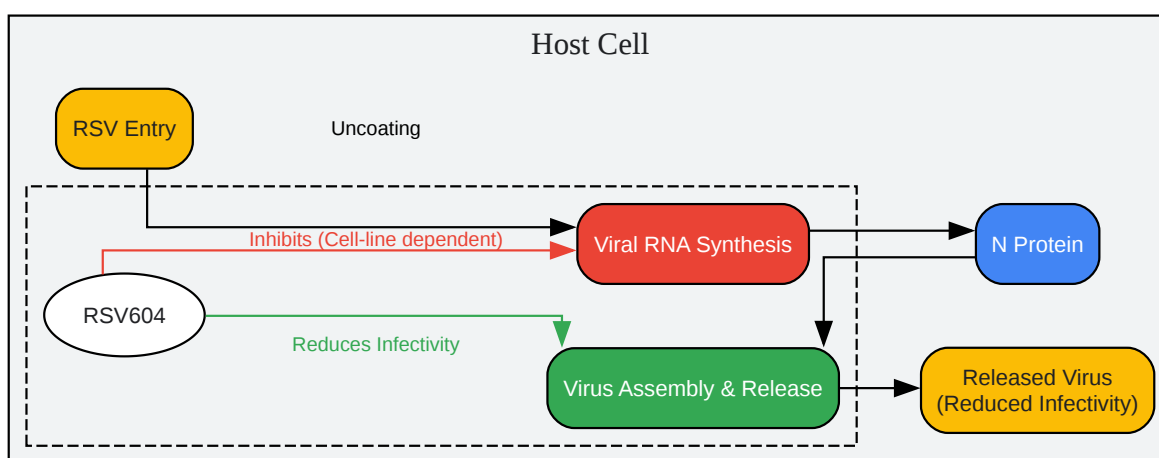 Host Cell
RSV Entry
Uncoating
Inhibits (Cell-line dependent)
Viral RNA Synthesis
N Protein
RSV604
Reduces Infectivity
Virus Assembly & Release
Released Virus
(Reduced Infectivity)